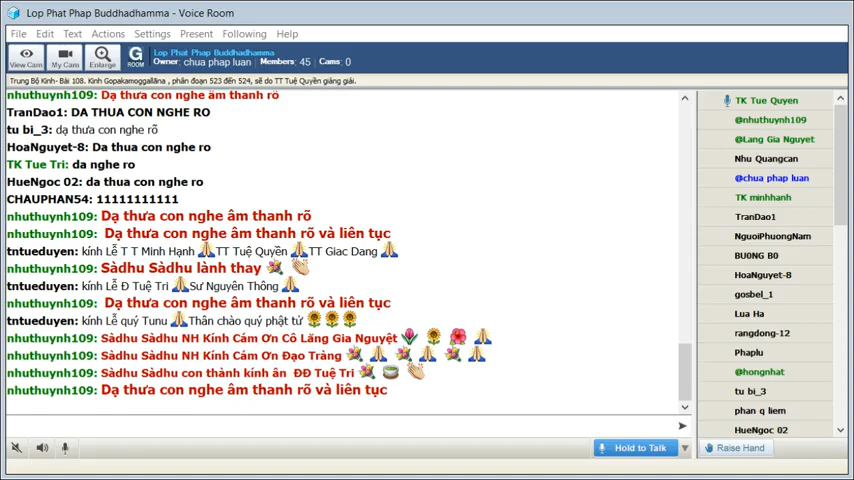 Lop Phat Phap Buddhadhamma - Voice Room
File Edit Text Actions Settings Present Following Help
View Cam My Cam Enlarge G ROOM
Lop Phat Phap Buddhadhamma
Owner: chua phap luan Members: 45 Cams: 0
Trung Bộ Kinh- Bài 108. Kinh Gopakamoggallāna , phân đoạn 523 đến 524, sẽ do TT Tuệ Quyền giảng giải.
nhuthuynh109: Dạ thưa con nghe âm thanh rõ
TranDao1: DA THUA CON NGHE RO
tu bi_3: dạ thưa con nghe rõ
HoaNguyet-8: Da thua con nghe ro
TK Tue Tri: da nghe ro
HueNgoc 02: da thua con nghe ro
CHAUPHAN54: 11111111111
nhuthuynh109: Dạ thưa con nghe âm thanh rõ
nhuthuynh109: Dạ thưa con nghe âm thanh rõ và liên tục
tntueduyen: kính Lễ T T Minh Hạnh 🙏TT Tuệ Quyền 🙏TT Giac Dang 🙏
nhuthuynh109: Sàdhu Sàdhu lành thay 💐 👏
tntueduyen: kính Lễ Đ Tuệ Tri 🙏Sư Nguyên Thông 🙏
nhuthuynh109: Dạ thưa con nghe âm thanh rõ và liên tục
tntueduyen: kính Lễ quý Tunu 🙏Thân chào quý phật tử 🌻🌻🌻
nhuthuynh109: Sàdhu Sàdhu NH Kính Cám Ơn Cô Lăng Gia Nguyệt 🌷 🌻 🌺 🙏
nhuthuynh109: Sàdhu Sàdhu NH Kính Cám Ơn Đạo Tràng 💐 🙏 💐 🙏 💐 🙏
nhuthuynh109: Sàdhu Sàdhu con thành kính ân ĐĐ Tuệ Tri 💐 🍵 👏
nhuthuynh109: Dạ thưa con nghe âm thanh rõ và liên tục
Hold to Talk
TK Tue Quyen
@nhuthuynh109
@Lang Gia Nguyet
Nhu Quangcan
@chua phap luan
TK minhhanh
TranDao1
NguoiPhuongNam
BU0NG B0
HoaNguyet-8
gosbel_1
Lua Ha
rangdong-12
Phaplu
@hongnhat
tu bi_3
phan q liem
HueNgoc 02
Raise Hand